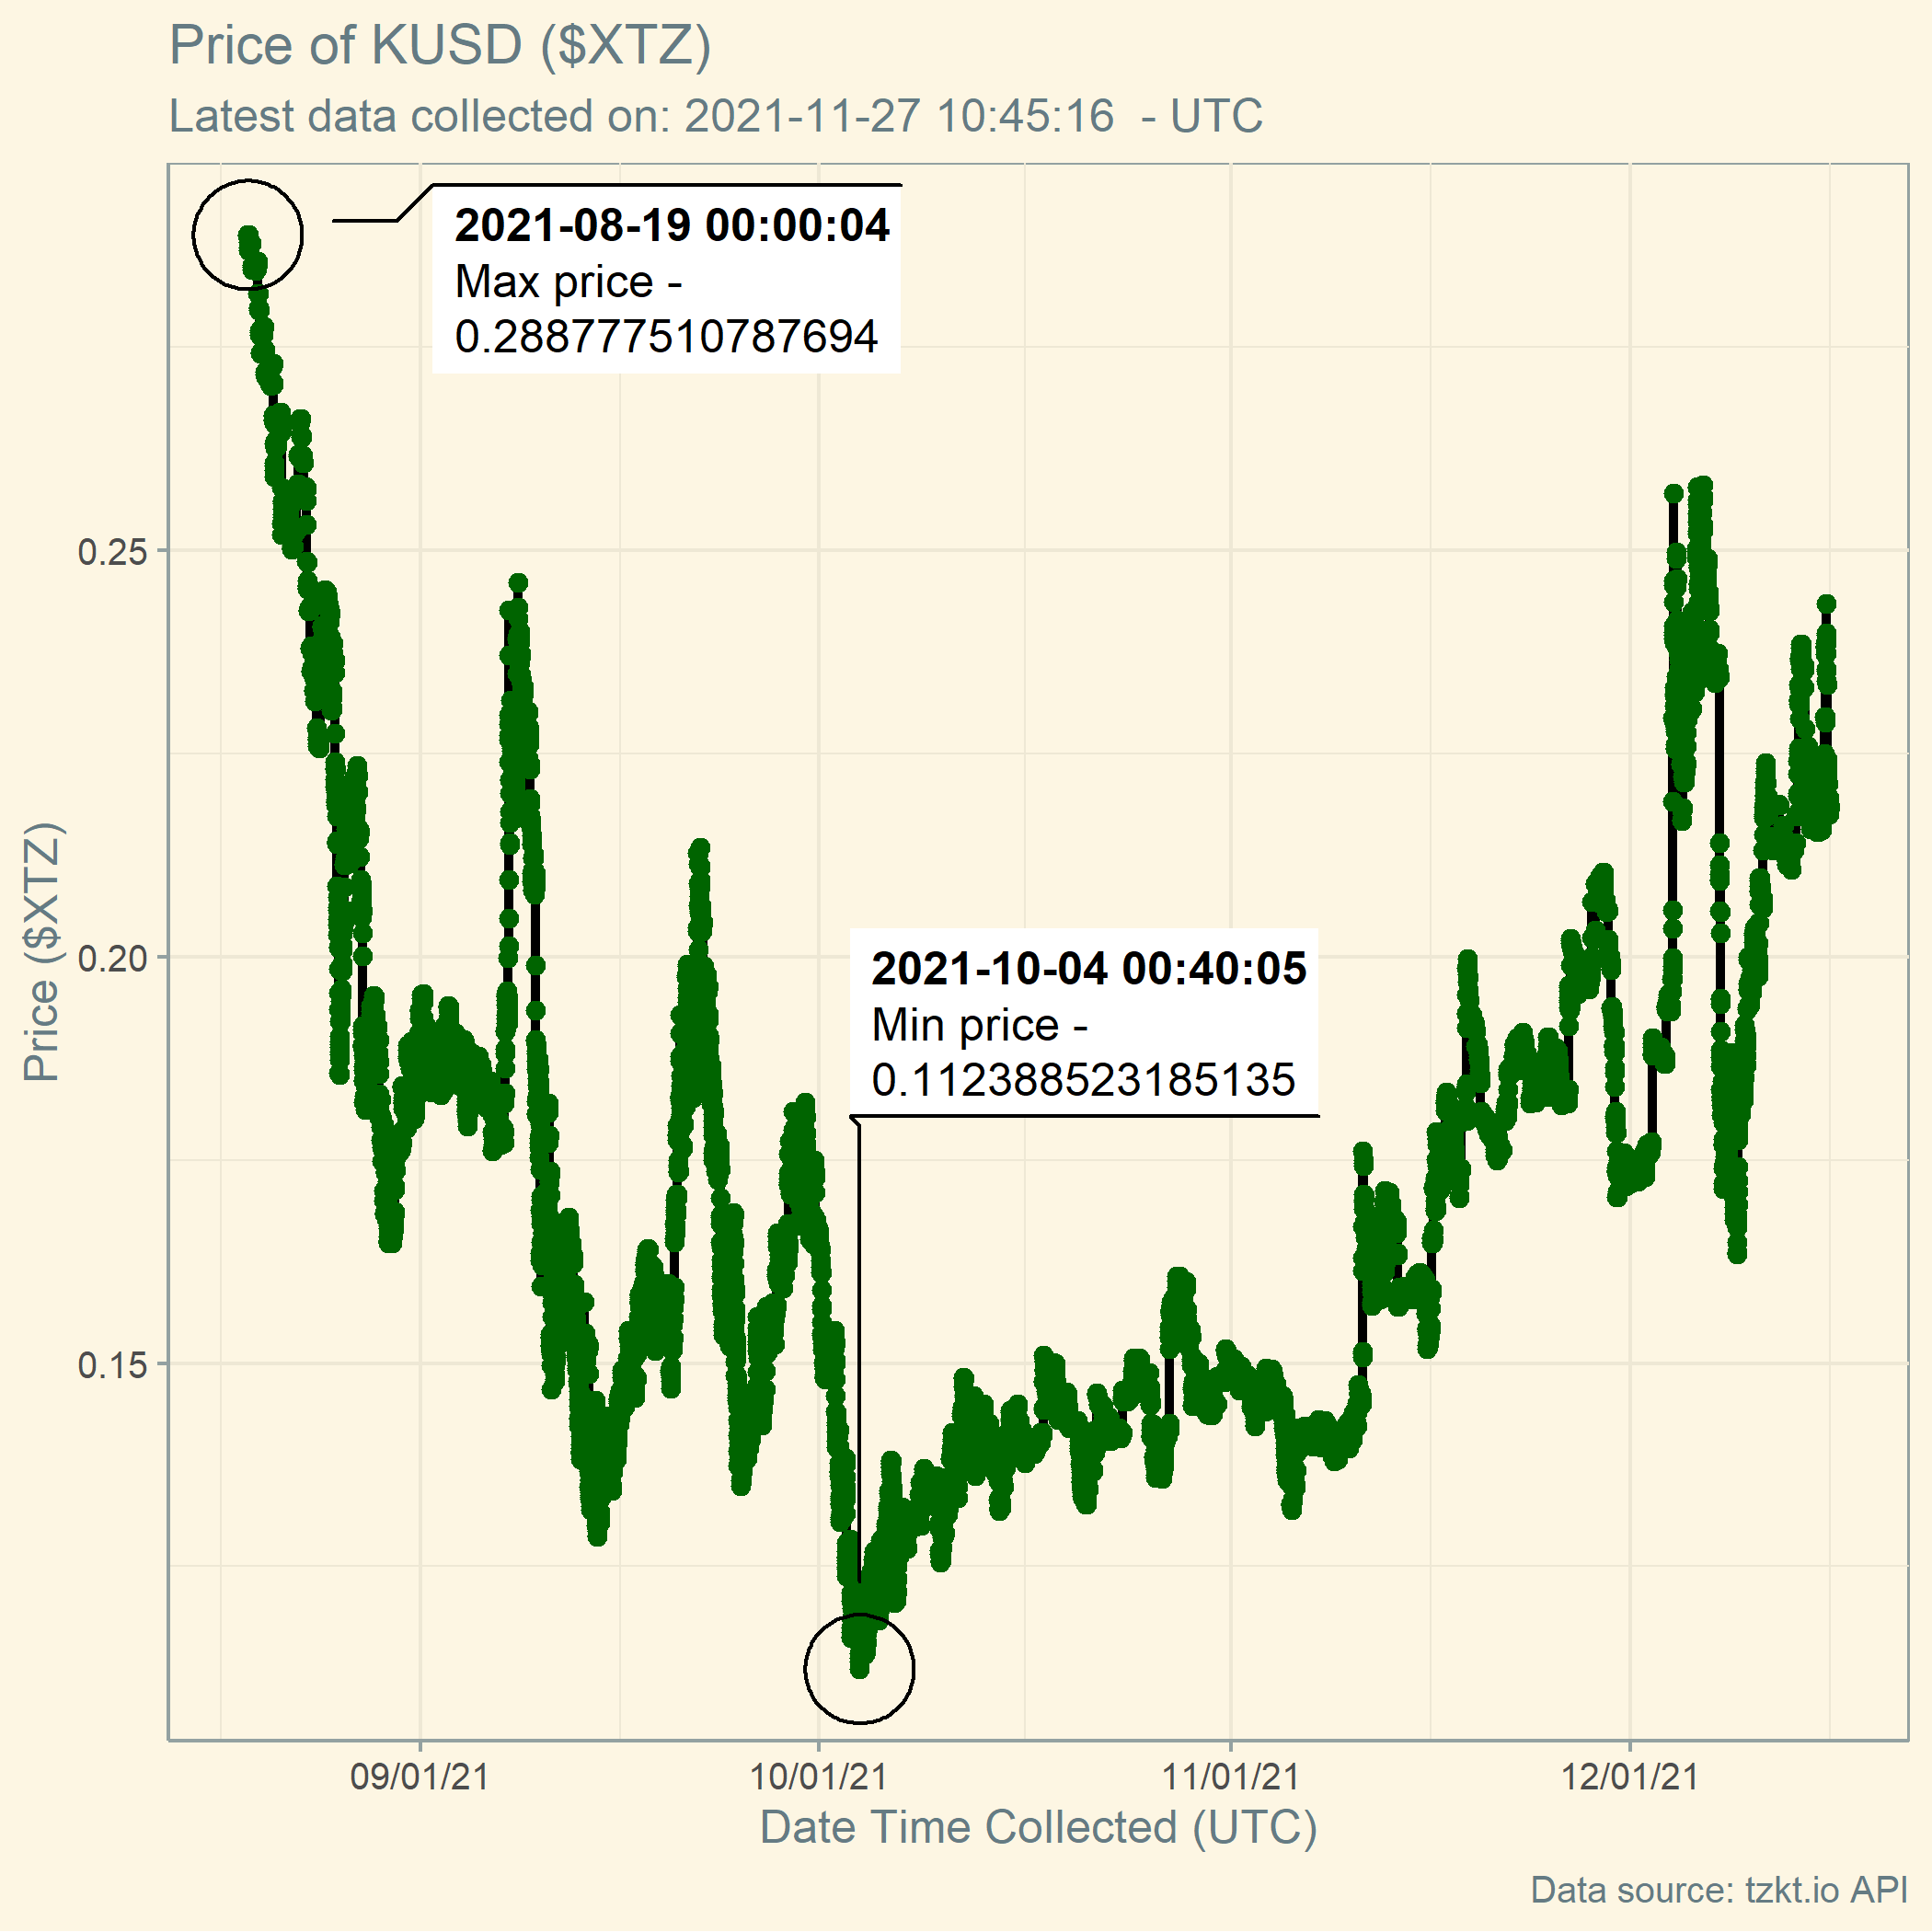 Price of KUSD ($XTZ)
Latest data collected on: 2021-11-27 10:45:16  - UTC
2021-08-19 00:00:04
Max price -
0.288777510787694
0.25
0.20
0.15
Price ($XTZ)
2021-10-04 00:40:05
Min price -
0.112388523185135
09/01/21
10/01/21
11/01/21
12/01/21
Date Time Collected (UTC)
Data source: tzkt.io API